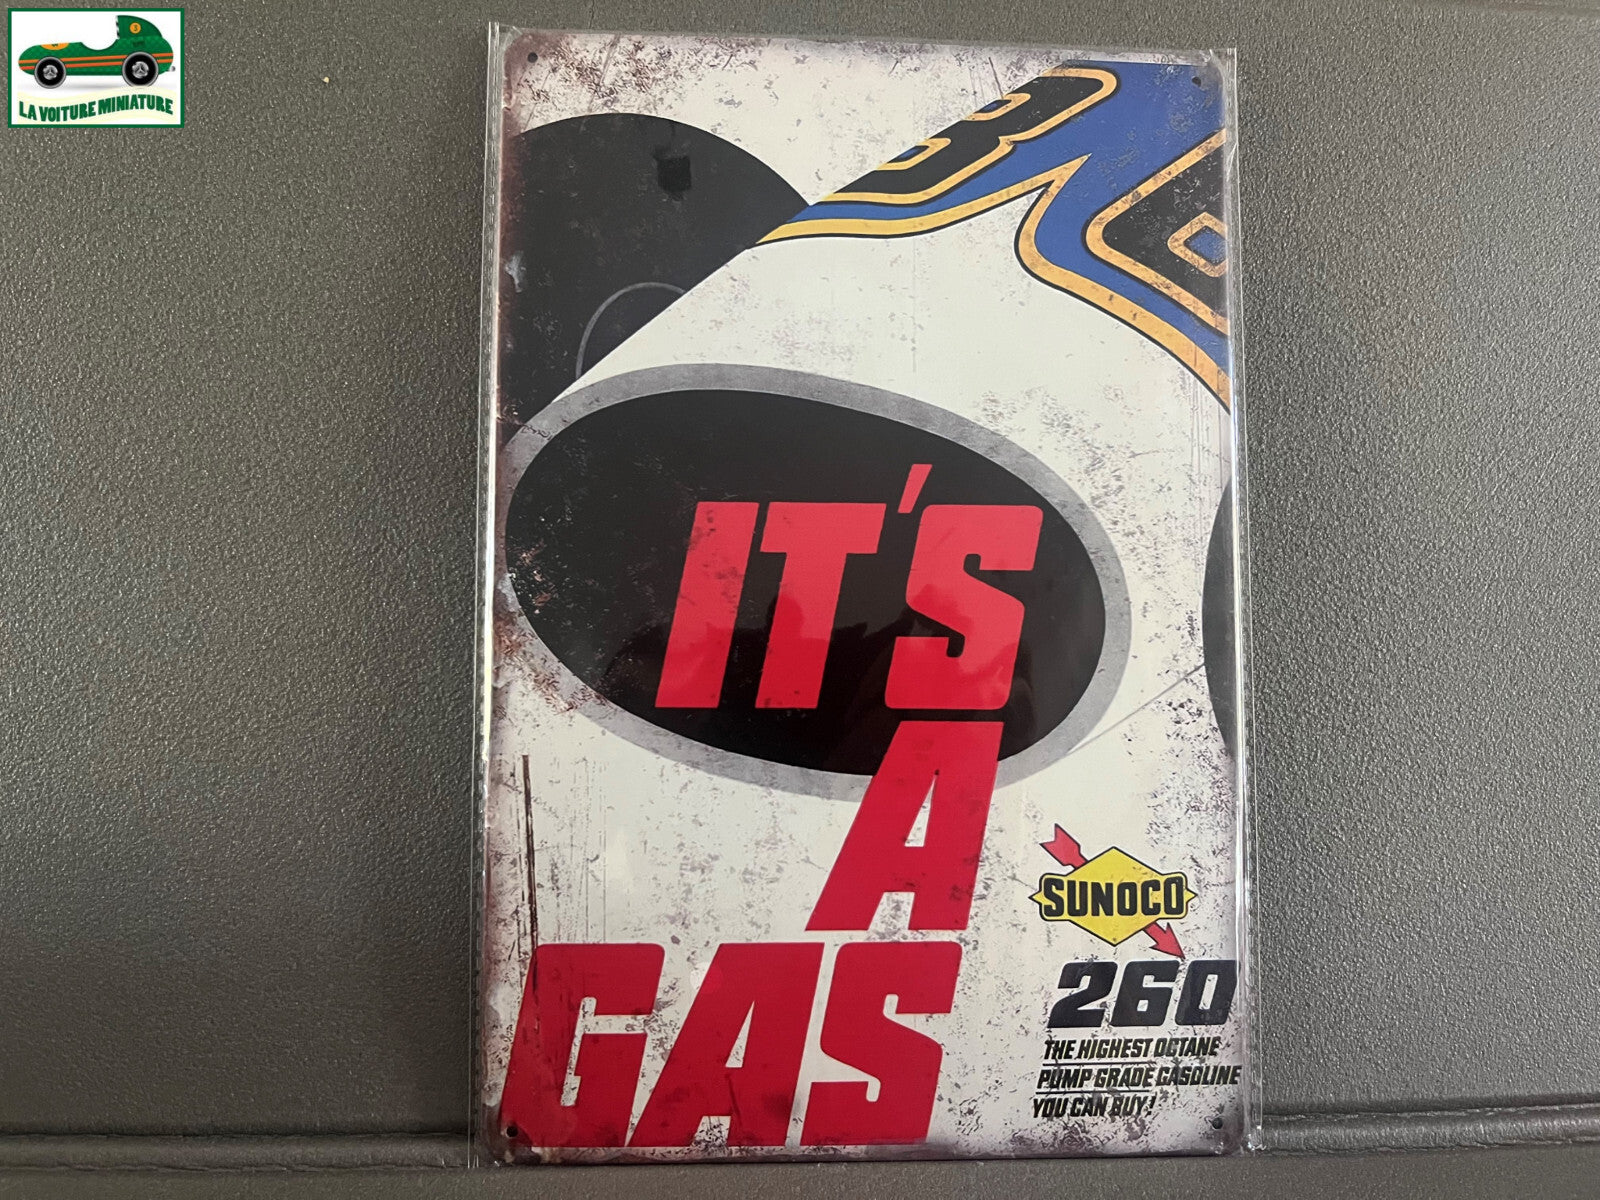 LA VOITURE MINIATURE
IT'S
A
GAS
SUNOCO
260
THE HIGHEST OCTANE
PUMP GRADE GASOLINE
YOU CAN BUY!